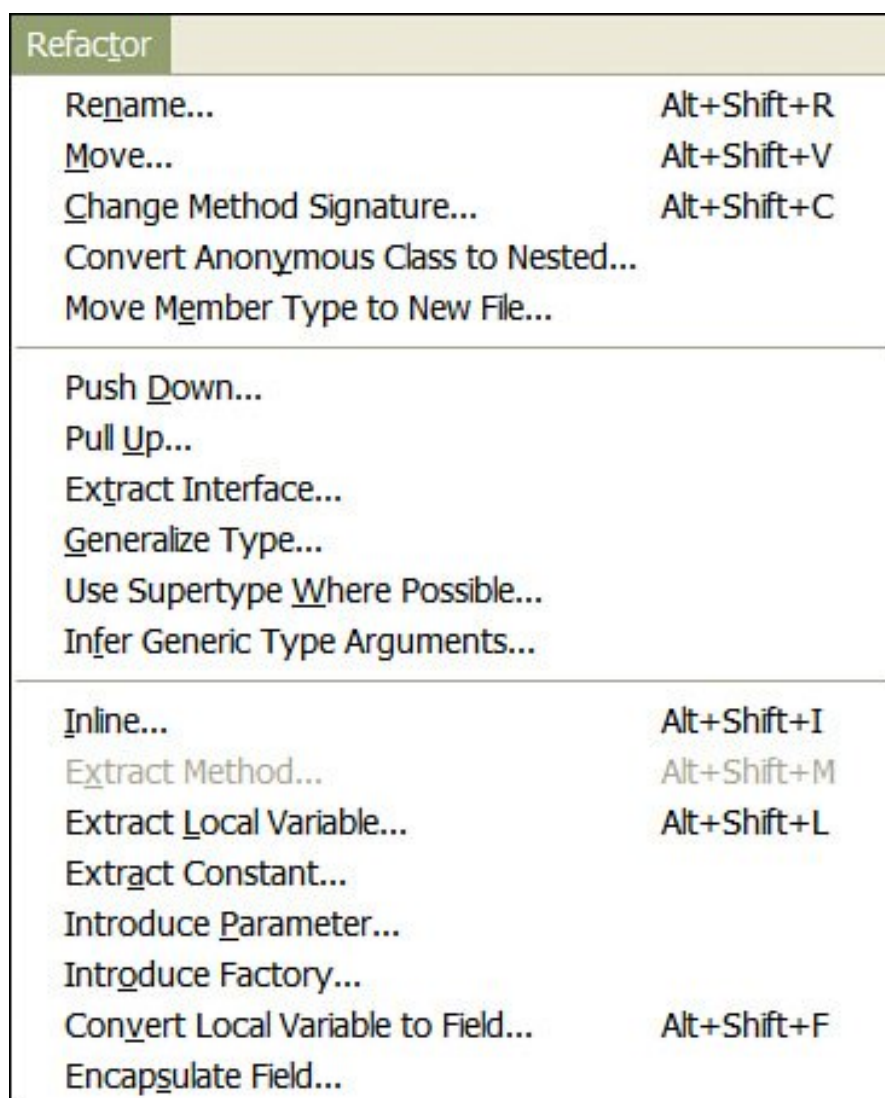 Refactor
Rename... Alt+Shift+R
Move... Alt+Shift+V
Change Method Signature... Alt+Shift+C
Convert Anonymous Class to Nested...
Move Member Type to New File...
Push Down...
Pull Up...
Extract Interface...
Generalize Type...
Use Supertype Where Possible...
Infer Generic Type Arguments...
Inline... Alt+Shift+I
Extract Method... Alt+Shift+M
Extract Local Variable... Alt+Shift+L
Extract Constant...
Introduce Parameter...
Introduce Factory...
Convert Local Variable to Field... Alt+Shift+F
Encapsulate Field...